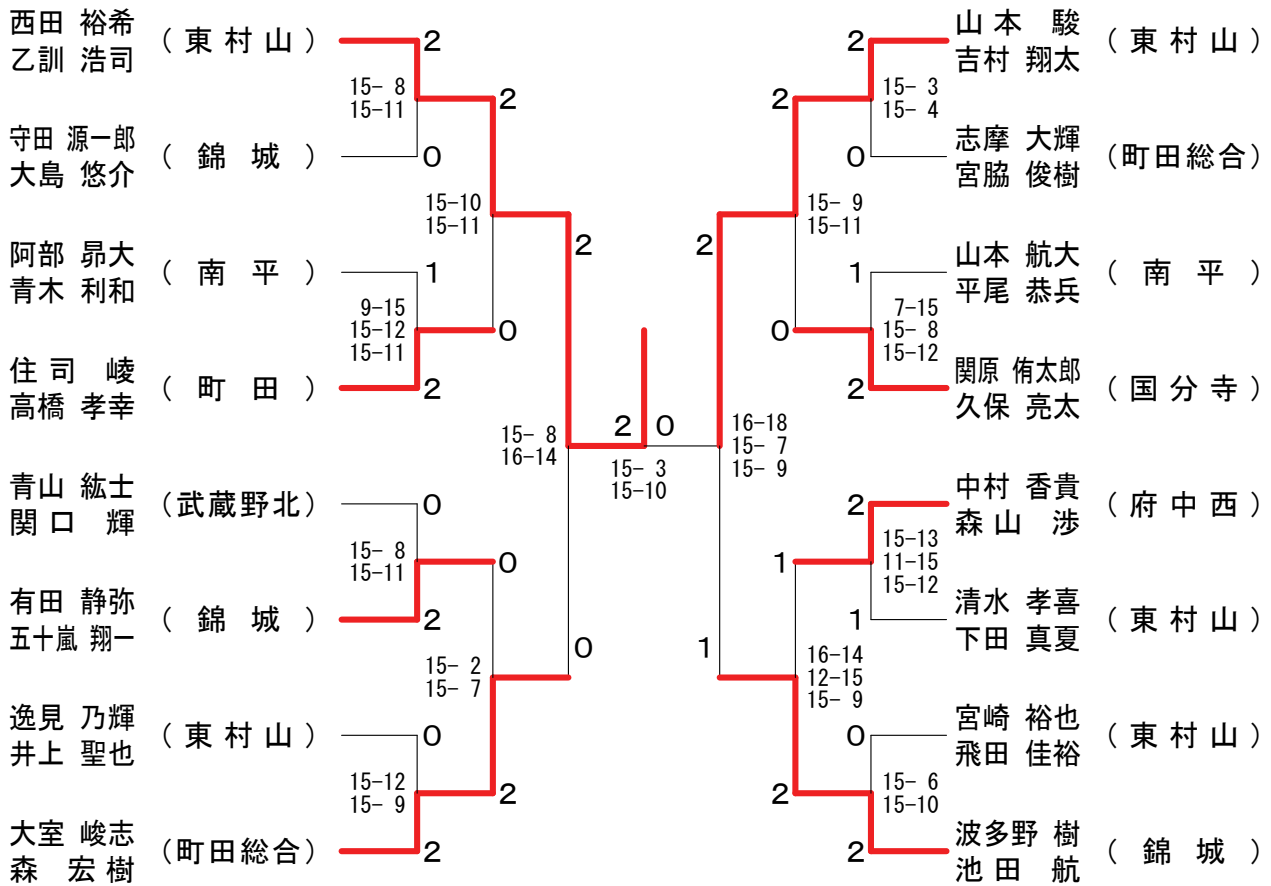 西田 裕希
乙訓 浩司
（東村山）
2
15- 8
15-11
守田 源一郎
大島 悠介
（錦城）
0
2
15-10
15-11
阿部 昴大
青木 利和
（南平）
1
9-15
15-12
15-11
住司 崚
高橋 孝幸
（町田）
2
0
2
15- 8
16-14
青山 紘士
関口 輝
（武蔵野北）
0
15- 8
15-11
有田 静弥
五十嵐 翔一
（錦城）
2
0
15- 2
15- 7
0
逸見 乃輝
井上 聖也
（東村山）
0
15-12
15- 9
大室 峻志
森 宏樹
（町田総合）
2
2
2 0
15- 3
15-10
山本 駿
吉村 翔太
（東村山）
2
15- 3
15- 4
志摩 大輝
宮脇 俊樹
（町田総合）
0
2
15- 9
15-11
山本 航大
平尾 恭兵
（南平）
1
7-15
15- 8
15-12
関原 侑太郎
久保 亮太
（国分寺）
2
0
2
16-18
15- 7
15- 9
中村 香貴
森山 渉
（府中西）
2
15-13
11-15
15-12
清水 孝喜
下田 真夏
（東村山）
1
1
16-14
12-15
15- 9
1
宮崎 裕也
飛田 佳裕
（東村山）
0
15- 6
15-10
波多野 樹
池田 航
（錦城）
2
2